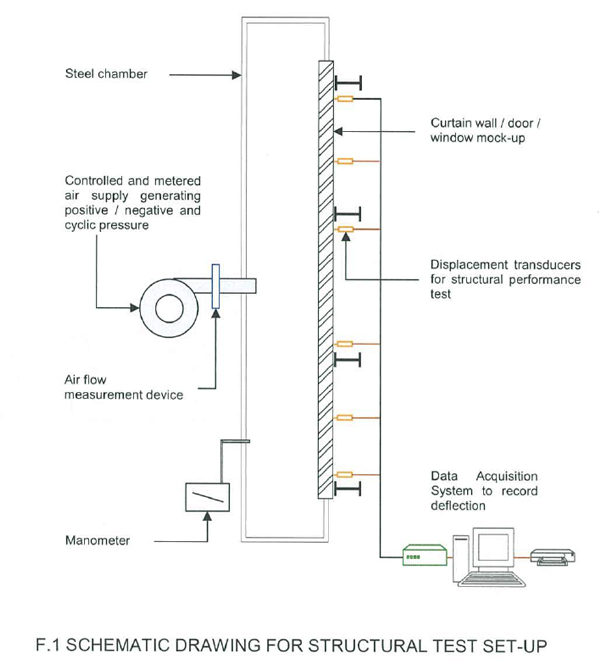 Steel chamber
Curtain wall / door /
window mock-up
Controlled and metered
air supply generating
positive / negative and
cyclic pressure
Displacement transducers
for structural performance
test
Air flow
measurement device
Data Acquisition
System to record
deflection
Manometer
F.1 SCHEMATIC DRAWING FOR STRUCTURAL TEST SET-UP